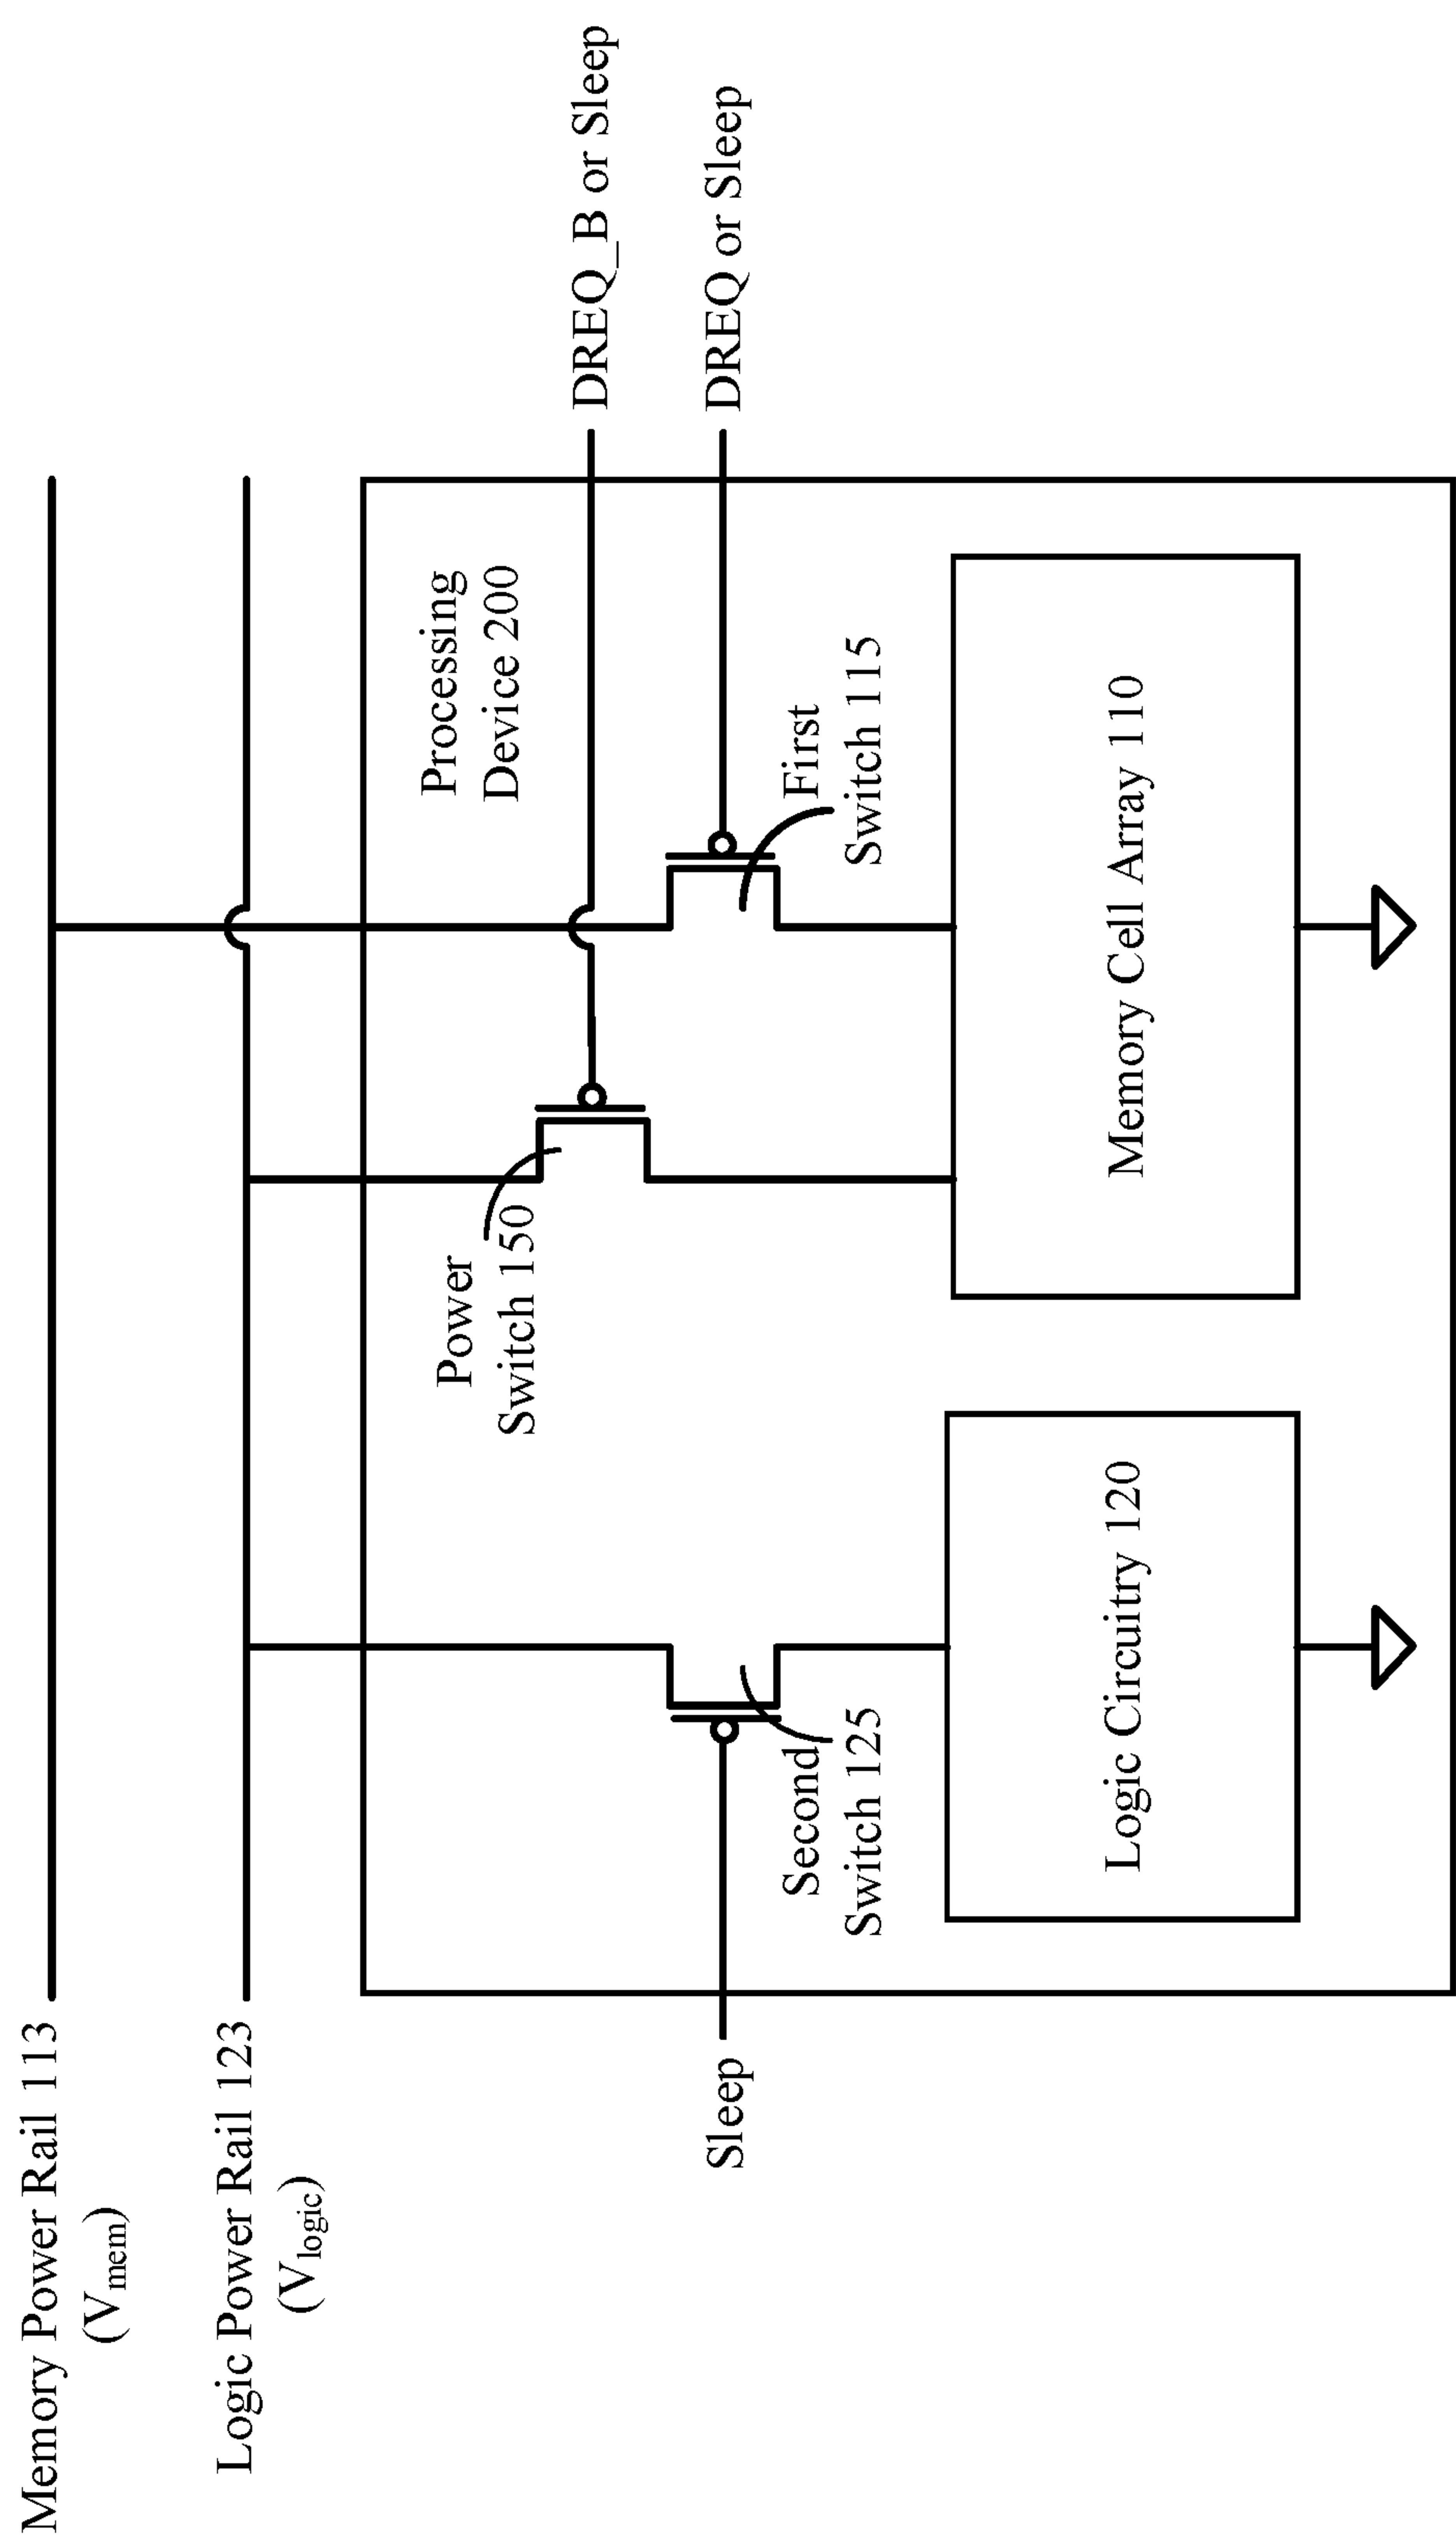 Memory Power Rail 113
(Vmem)
Logic Power Rail 123
(Vlogic)
Processing
Device 200
DREQ_B or Sleep
Power
Switch 150
Sleep
DREQ or Sleep
Second
Switch 125
First
Switch 115
Logic Circuitry 120
Memory Cell Array 110